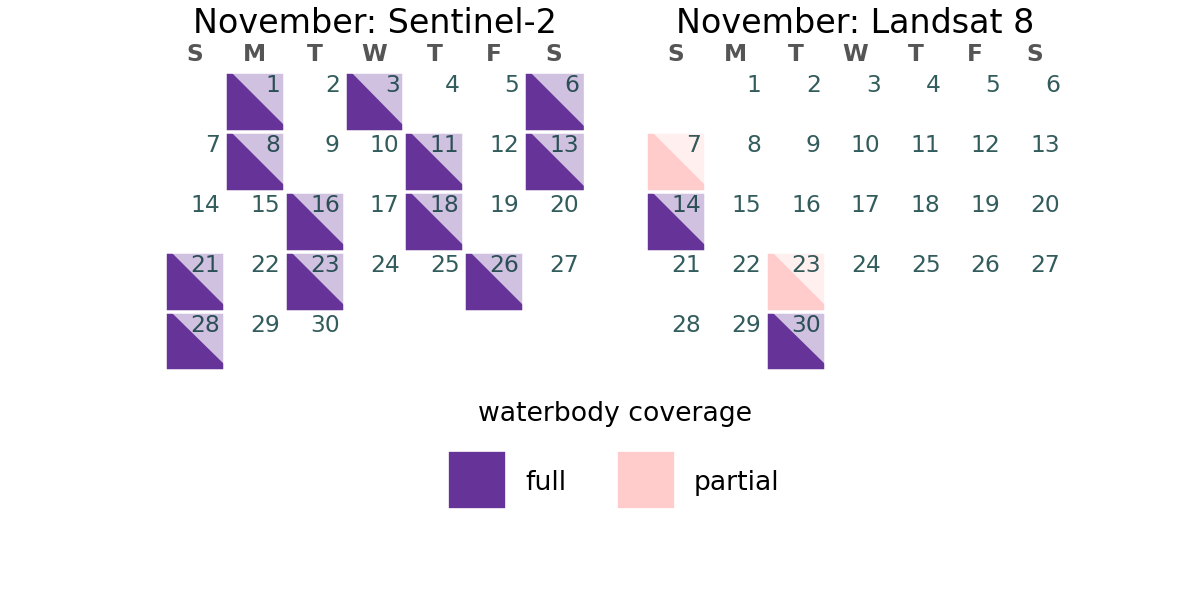 November: Sentinel-2
S M T W T F S
1 2 3 4 5 6
7 8 9 10 11 12 13
14 15 16 17 18 19 20
21 22 23 24 25 26 27
28 29 30
November: Landsat 8
S M T W T F S
1 2 3 4 5 6
7 8 9 10 11 12 13
14 15 16 17 18 19 20
21 22 23 24 25 26 27
28 29 30
waterbody coverage
full partial